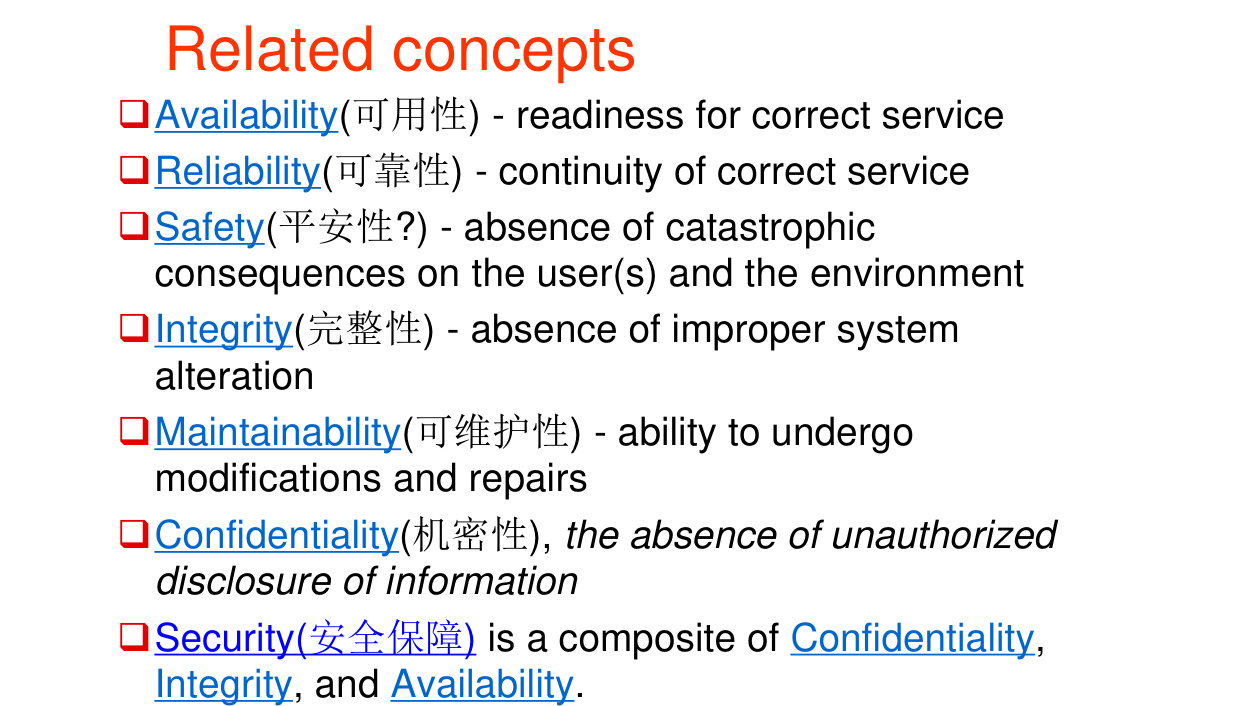 Related concepts
Availability(可用性) - readiness for correct service
Reliability(可靠性) - continuity of correct service
Safety(平安性?) - absence of catastrophic
consequences on the user(s) and the environment
Integrity(完整性) - absence of improper system
alteration
Maintainability(可维护性) - ability to undergo
modifications and repairs
Confidentiality(机密性), the absence of unauthorized
disclosure of information
Security(安全保障) is a composite of Confidentiality,
Integrity, and Availability.